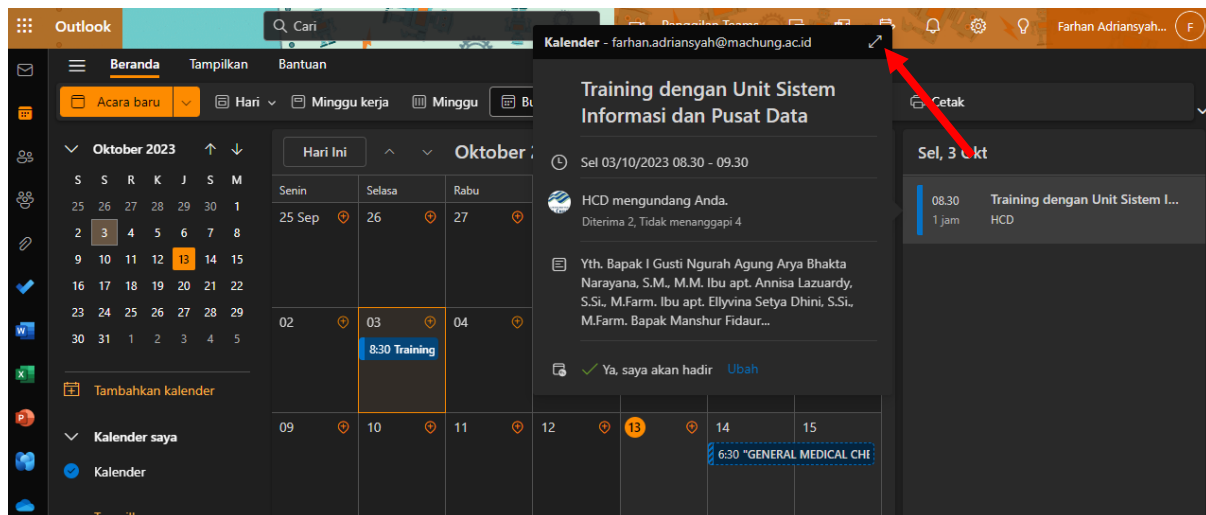 Outlook
Cari
Panggilan Teams
Farhan Adriansyah...
F
Beranda
Tampilkan
Bantuan
Acara baru
Hari
Minggu kerja
Minggu
Cetak
Kalender - farhan.adriansyah@machung.ac.id
Training dengan Unit Sistem
Informasi dan Pusat Data
Sel 03/10/2023 08.30 - 09.30
HCD mengundang Anda.
Diterima 2, Tidak menanggapi 4
Yth. Bapak I Gusti Ngurah Agung Arya Bhakta
Narayana, S.M., M.M. Ibu apt. Annisa Lazuardy,
S.Si., M.Farm. Ibu apt. Ellyvina Setya Dhini, S.Si.,
M.Farm. Bapak Manshur Fidaur...
Ya, saya akan hadir Ubah
Oktober 2023
S S R K J S M
25 26 27 28 29 30 1
2 3 4 5 6 7 8
9 10 11 12 13 14 15
16 17 18 19 20 21 22
23 24 25 26 27 28 29
30 31 1 2 3 4 5
Tambahkan kalender
Kalender saya
Kalender
Hari Ini
Oktober
Senin Selasa Rabu
25 Sep 26 27
02 03 04
8:30 Training
09 10 11 12 13 14 15
6:30 "GENERAL MEDICAL CHE
Sel, 3 Okt
08.30 Training dengan Unit Sistem I...
1 jam HCD